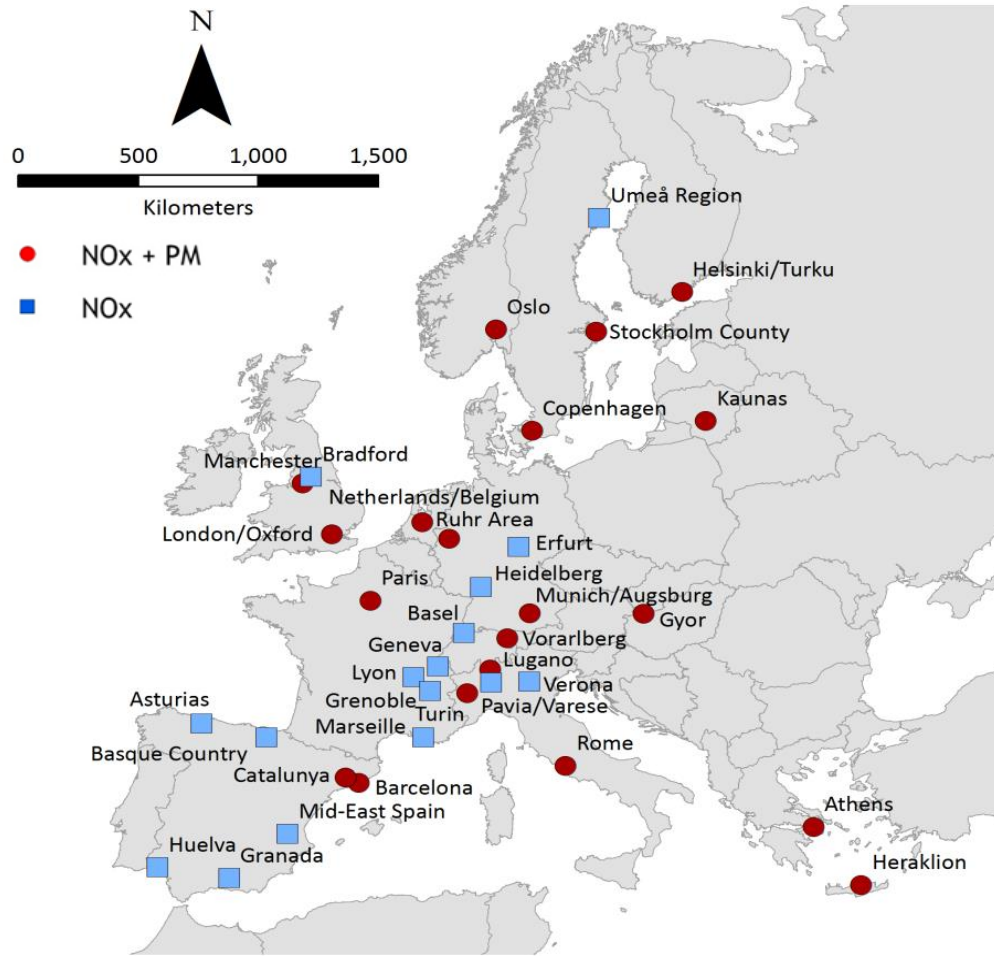 N
0 500 1,000 1,500
Kilometers
NOx + PM
NOx
Umeå Region
Helsinki/Turku
Oslo
Stockholm County
Copenhagen
Kaunas
Manchester
Bradford
Netherlands/Belgium
Ruhr Area
London/Oxford
Erfurt
Heidelberg
Paris
Munich/Augsburg
Basel
Gyor
Vorarlberg
Geneva
Lugano
Lyon
Verona
Grenoble
Asturias
Turin
Pavia/Varese
Marseille
Rome
Basque Country
Catalunya
Barcelona
Mid-East Spain
Athens
Huelva
Granada
Heraklion